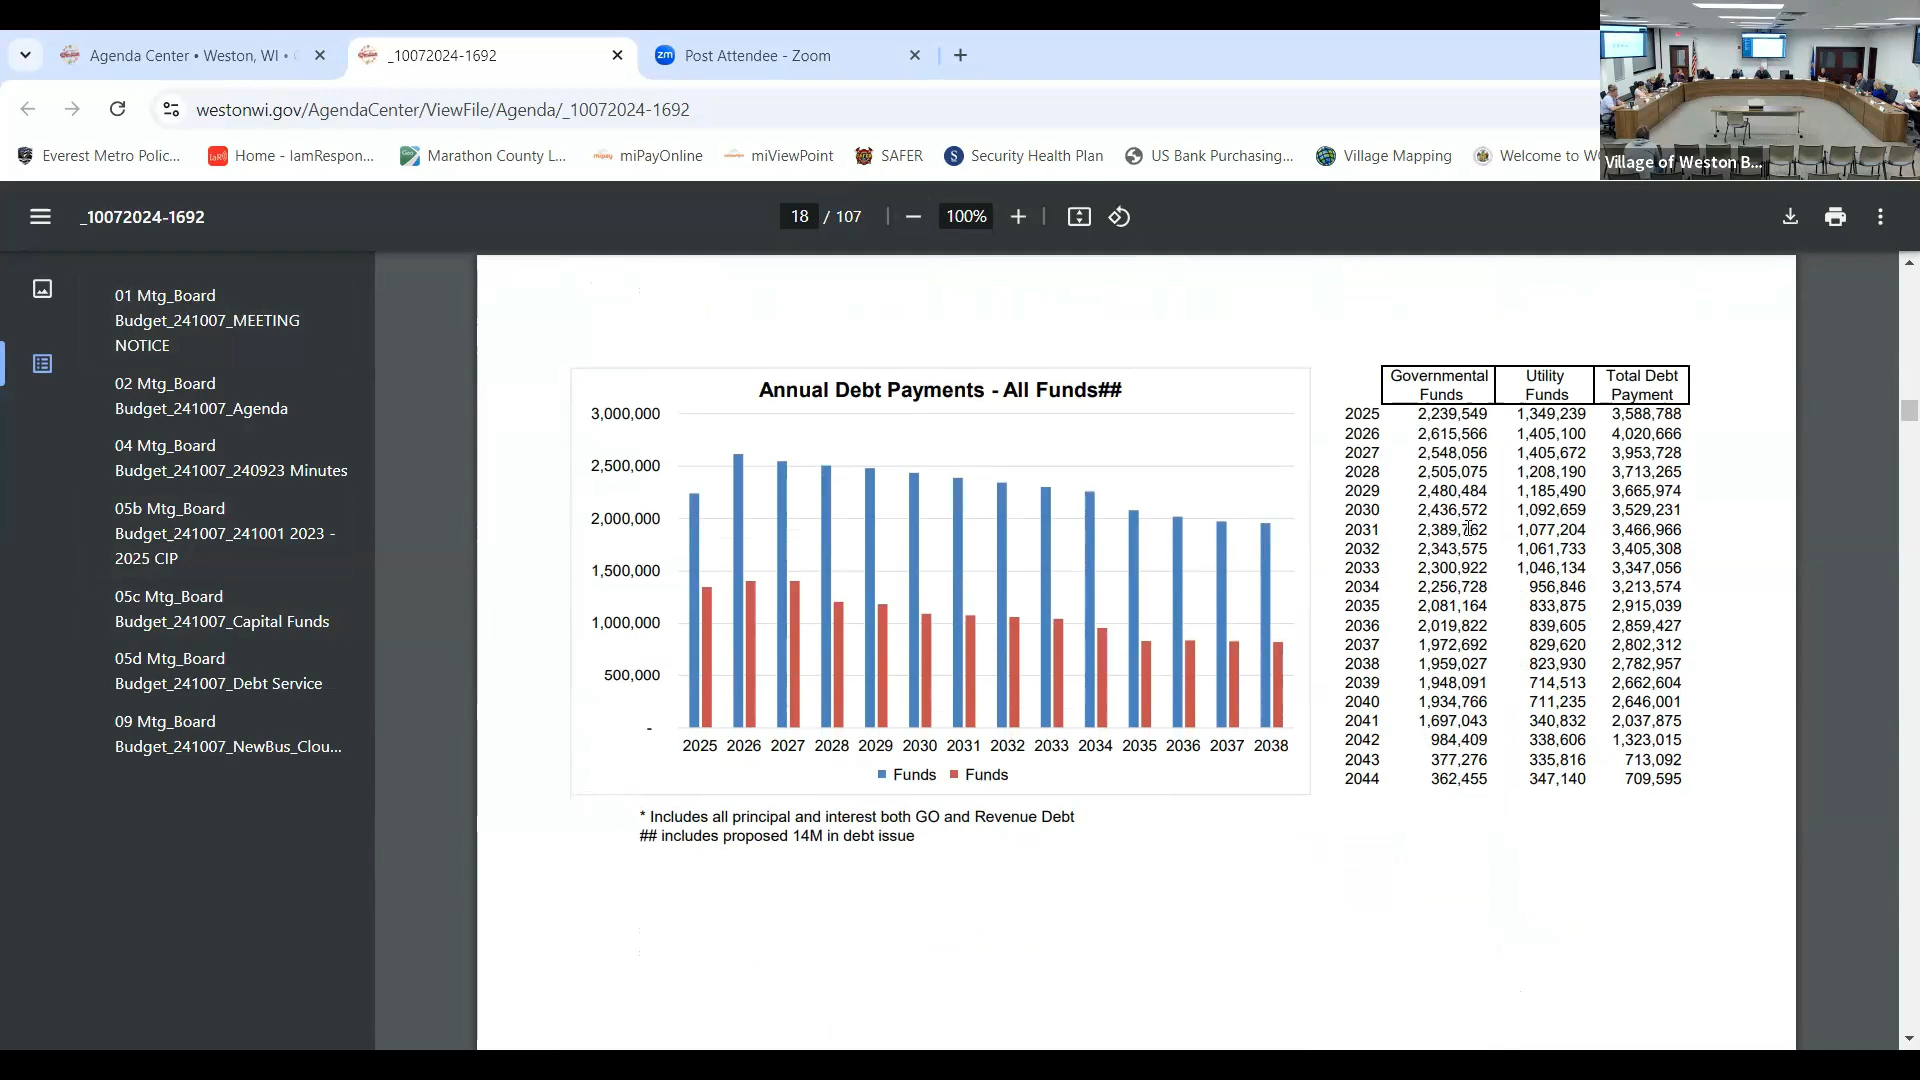 Agenda Center • Weston, WI •
_10072024-1692
Post Attendee - Zoom
westonwi.gov/AgendaCenter/ViewFile/Agenda/_10072024-1692
Everest Metro Polic...
Home - IamRespon...
Marathon County L...
miPayOnline
miViewPoint
SAFER
Security Health Plan
US Bank Purchasing...
Village Mapping
Welcome to
Village of Weston B...
_10072024-1692
18 / 107
100%
01 Mtg_Board
Budget_241007_MEETING
NOTICE
02 Mtg_Board
Budget_241007_Agenda
04 Mtg_Board
Budget_241007_240923 Minutes
05b Mtg_Board
Budget_241007_241001 2023 -
2025 CIP
05c Mtg_Board
Budget_241007_Capital Funds
05d Mtg_Board
Budget_241007_Debt Service
09 Mtg_Board
Budget_241007_NewBus_Clou...
Annual Debt Payments - All Funds##
3,000,000
2,500,000
2,000,000
1,500,000
1,000,000
500,000
-
2025 2026 2027 2028 2029 2030 2031 2032 2033 2034 2035 2036 2037 2038
Funds Funds
* Includes all principal and interest both GO and Revenue Debt
## includes proposed 14M in debt issue
Governmental Utility Total Debt
Funds Funds Payment
2025 2,239,549 1,349,239 3,588,788
2026 2,615,566 1,405,100 4,020,666
2027 2,548,056 1,405,672 3,953,728
2028 2,505,075 1,208,190 3,713,265
2029 2,480,484 1,185,490 3,665,974
2030 2,436,572 1,092,659 3,529,231
2031 2,389,762 1,077,204 3,466,966
2032 2,343,575 1,061,733 3,405,308
2033 2,300,922 1,046,134 3,347,056
2034 2,256,728 956,846 3,213,574
2035 2,081,164 833,875 2,915,039
2036 2,019,822 839,605 2,859,427
2037 1,972,692 829,620 2,802,312
2038 1,959,027 823,930 2,782,957
2039 1,948,091 714,513 2,662,604
2040 1,934,766 711,235 2,646,001
2041 1,697,043 340,832 2,037,875
2042 984,409 338,606 1,323,015
2043 377,276 335,816 713,092
2044 362,455 347,140 709,595